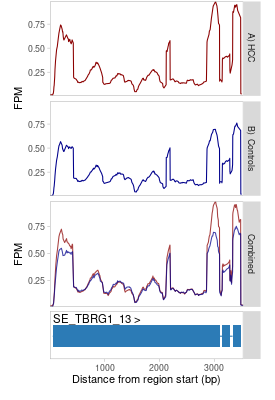 0.75
0.50
0.25
FPM
A) HCC
0.75
0.50
0.25
B) Controls
0.75
0.50
0.25
FPM
Combined
SE_TBRG1_13 >
1000
2000
3000
Distance from region start (bp)